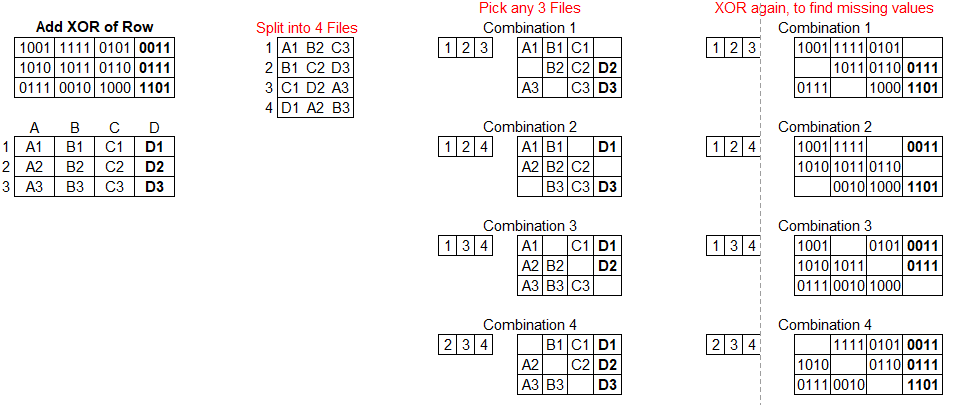 Add XOR of Row
1001 1111 0101 0011
1010 1011 0110 0111
0111 0010 1000 1101
A B C D
1 A1 B1 C1 D1
2 A2 B2 C2 D2
3 A3 B3 C3 D3
Split into 4 Files
1 A1 B2 C3
2 B1 C2 D3
3 C1 D2 A3
4 D1 A2 B3
Pick any 3 Files
Combination 1
1 2 3 A1 B1 C1
B2 C2 D2
A3 C3 D3
Combination 2
1 2 4 A1 B1 D1
A2 B2 C2
B3 C3 D3
Combination 3
1 3 4 A1 C1 D1
A2 B2 D2
A3 B3 C3
Combination 4
2 3 4 B1 C1 D1
A2 C2 D2
A3 B3 D3
XOR again, to find missing values
Combination 1
1 2 3 1001 1111 0101
1011 0110 0111
0111 1000 1101
Combination 2
1 2 4 1001 1111 0011
1010 1011 0110
0010 1000 1101
Combination 3
1 3 4 1001 0101 0011
1010 1011 0111
0111 0010 1000
Combination 4
2 3 4 1111 0101 0011
1010 0110 0111
0111 0010 1101